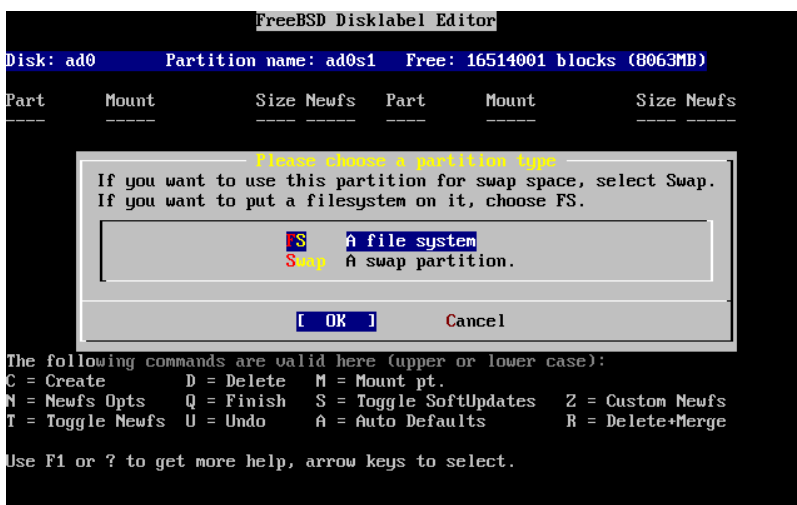 FreeBSD Disklabel Editor
Disk: ad0 Partition name: ad0s1 Free: 16514001 blocks (8063MB)
Part Mount Size Newfs Part Mount Size Newfs
---- ----- ---- ----- ---- ----- ---- -----
Please choose a partition type
If you want to use this partition for swap space, select Swap.
If you want to put a filesystem on it, choose FS.
FS A file system
Swap A swap partition.
[ OK ] Cancel
The following commands are valid here (upper or lower case):
C = Create D = Delete M = Mount pt.
N = Newfs Opts Q = Finish S = Toggle SoftUpdates Z = Custom Newfs
T = Toggle Newfs U = Undo A = Auto Defaults R = Delete+Merge
Use F1 or ? to get more help, arrow keys to select.